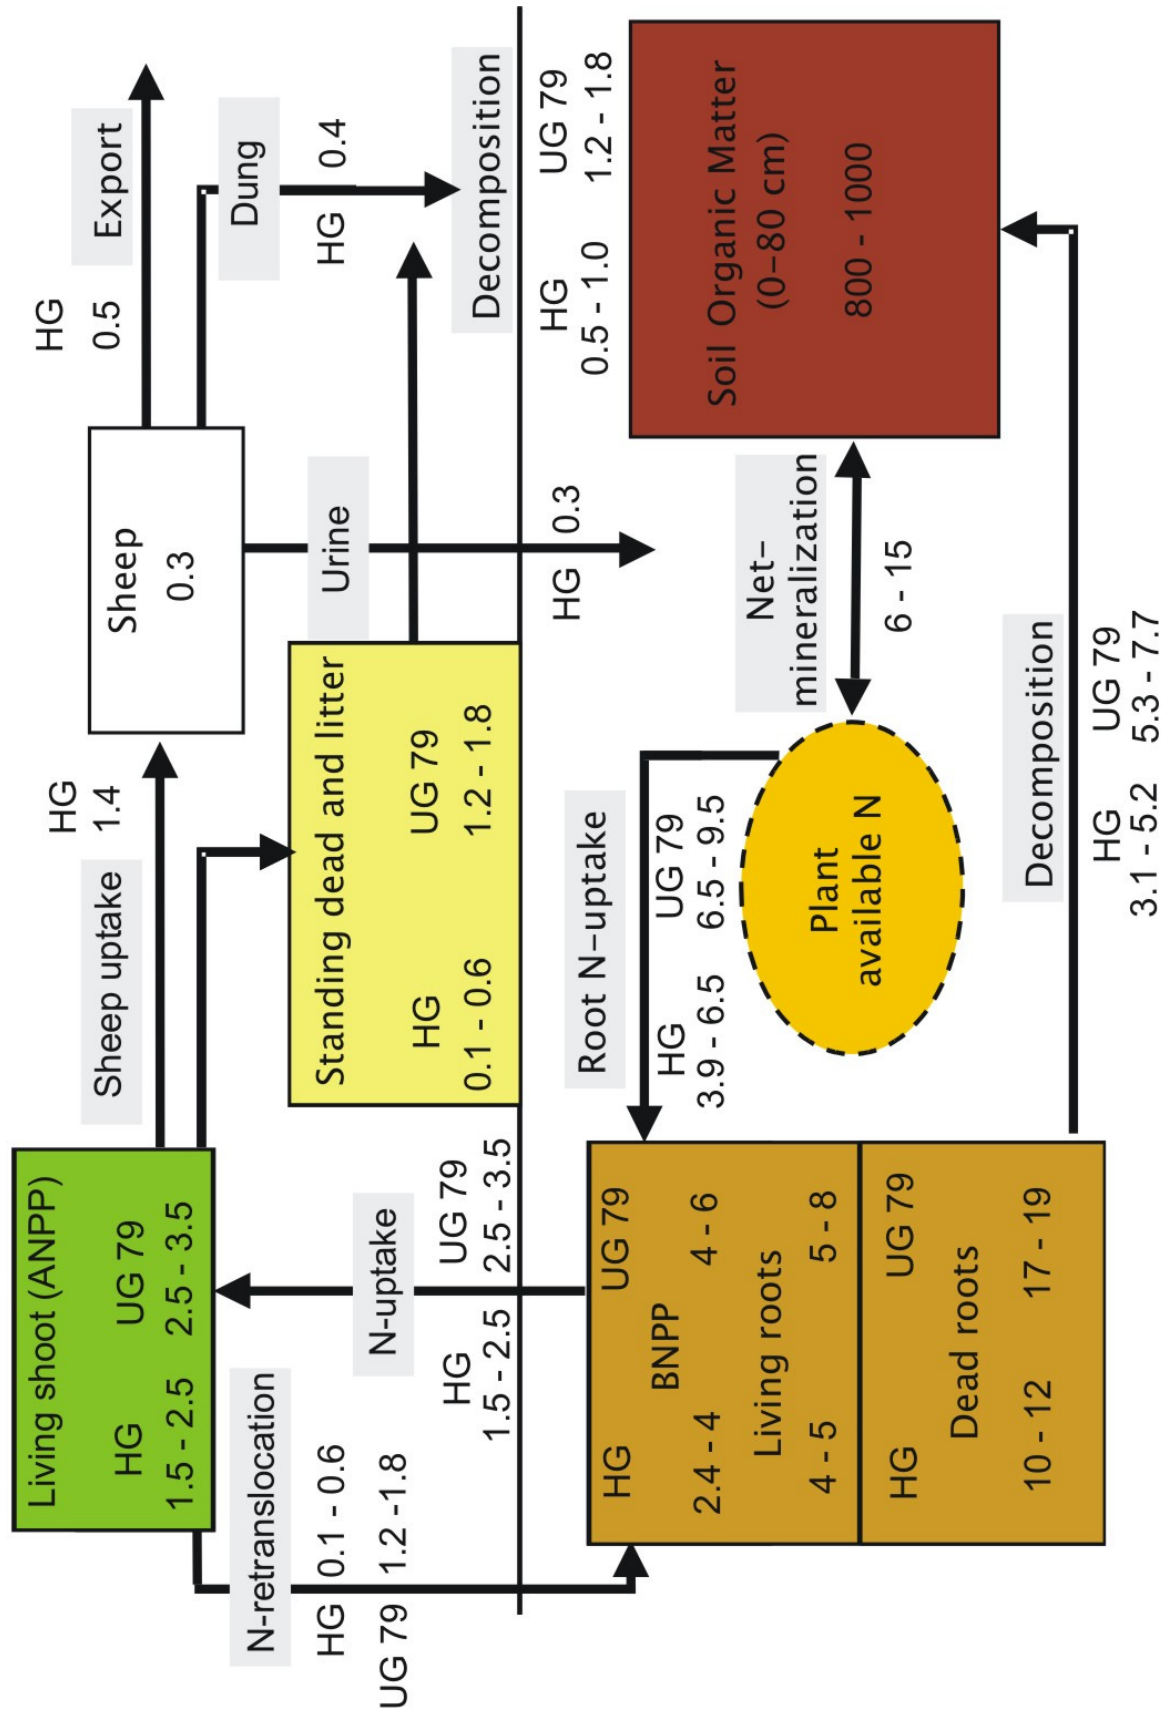 Living shoot (ANPP)
HG UG 79
1.5 - 2.5 2.5 - 3.5
Sheep uptake
HG
1.4
Sheep
0.3
HG
0.5
Export
Dung
HG 0.4
Urine
HG 0.3
N-retranslocation
HG 0.1 - 0.6
UG 79 1.2 -1.8
N-uptake
HG UG 79
1.5 - 2.5 2.5 - 3.5
Standing dead and litter
HG UG 79
0.1 - 0.6 1.2 - 1.8
Decomposition
HG UG 79
0.5 - 1.0 1.2 - 1.8
Root N-uptake
HG UG 79
3.9 - 6.5 6.5 - 9.5
HG UG 79
BNPP
2.4 - 4 4 - 6
Living roots
4 - 5 5 - 8
HG UG 79
Dead roots
10 - 12 17 - 19
Plant
available N
Net-
mineralization
6 - 15
Soil Organic Matter
(0-80 cm)
800 - 1000
Decomposition
HG UG 79
3.1 - 5.2 5.3 - 7.7